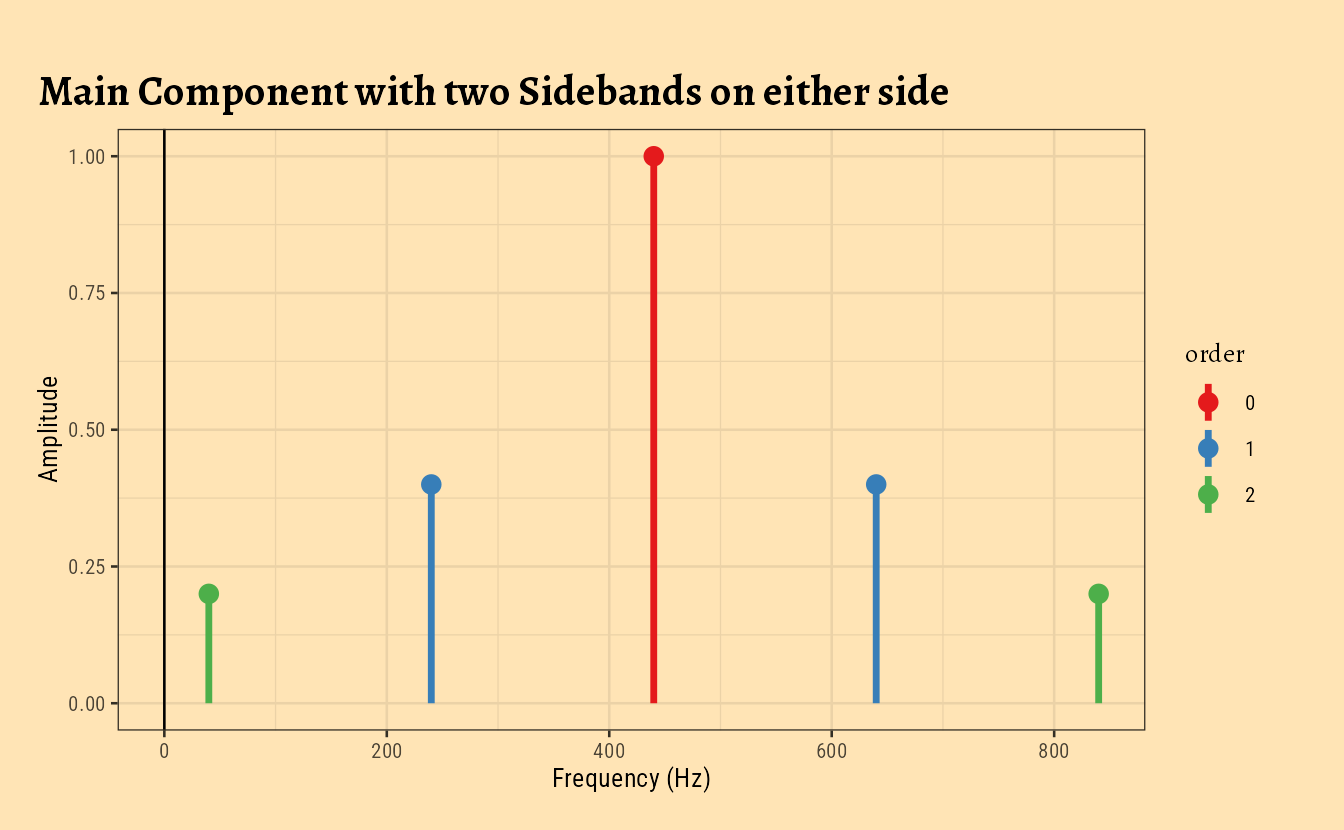 Main Component with two Sidebands on either side
Amplitude
1.00
0.75
0.50
0.25
0.00
0 200 400 600 800
Frequency (Hz)
order
0
1
2